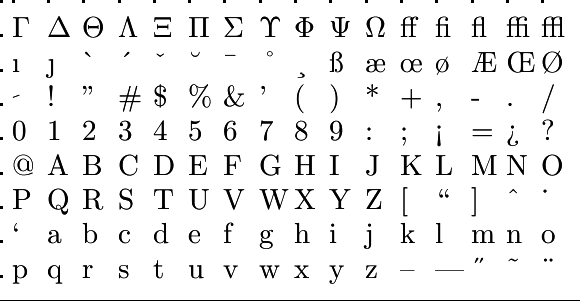 Γ Δ Θ Λ Ξ Π Σ Υ Φ Ψ Ω ff fi fl ffi ffl
ı ȷ ` ´ ˇ ˘ ¯ ˚ ¸ ß æ œ ø Æ Œ Ø
- ! ” # $ % & ’ ( ) * + , - . /
0 1 2 3 4 5 6 7 8 9 : ; ¡ = ¿ ?
@ A B C D E F G H I J K L M N O
P Q R S T U V W X Y Z [ “ ] ˆ ˙
‘ a b c d e f g h i j k l m n o
p q r s t u v w x y z – — ˝ ˜ ¨